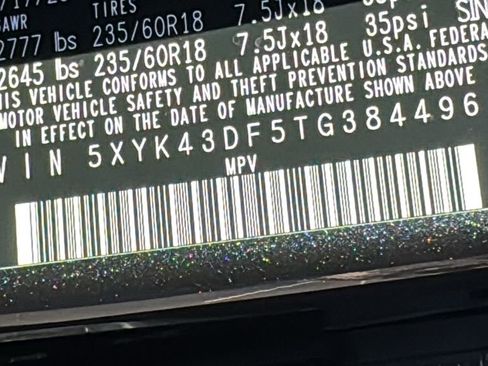 TIRES
GAWR
2777 lbs 235/60R18 7.5Jx18 35psi SIN
2645 lbs 235/60R18 7.5Jx18 35psi
THIS VEHICLE CONFORMS TO ALL APPLICABLE U.S.A. FEDERA
MOTOR VEHICLE SAFETY AND THEFT PREVENTION STANDARDS
IN EFFECT ON THE DATE OF MANUFACTURE SHOWN ABOVE
VIN 5XYK43DF5TG384496
MPV